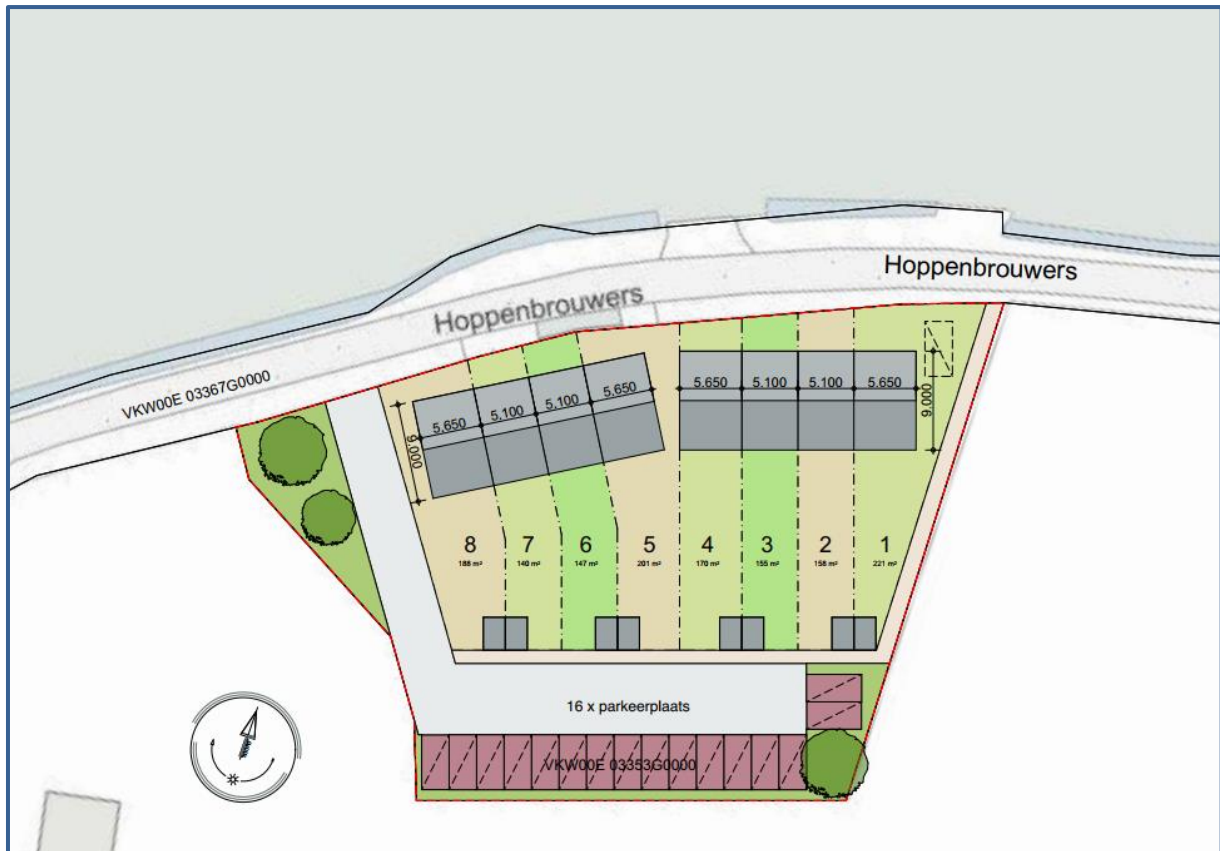 Hoppenbrouwers
Hoppenbrouwers
VKW00E 03367G0000
5.650
5.100
5.100
5.650
9.000
5.650
5.100
5.100
5.650
9.000
8
188 m²
7
140 m²
6
147 m²
5
201 m²
4
170 m²
3
155 m²
2
158 m²
1
221 m²
16 x parkeerplaats
VKW00E 03353G0000